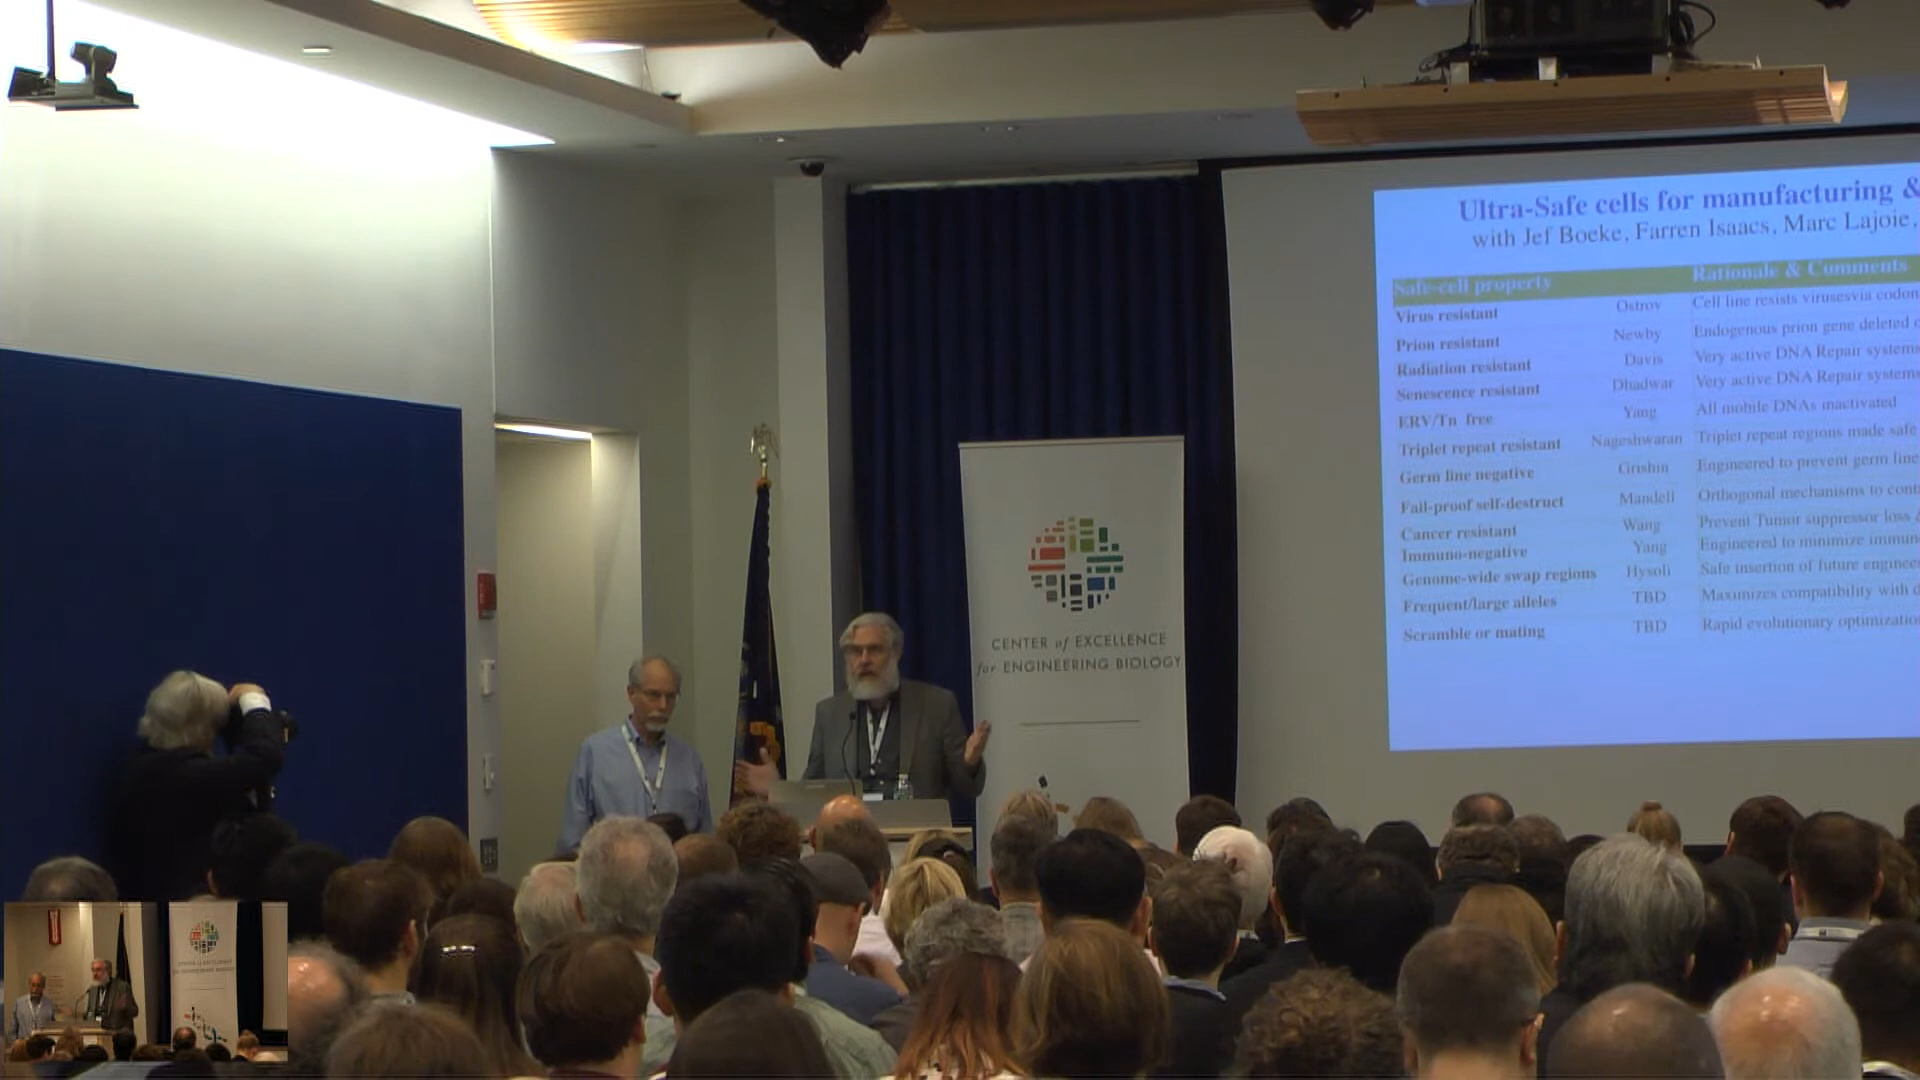 Ultra-Safe cells for manufacturing &
with Jef Boeke, Farren Isaacs, Marc Lajoie,
Safe-cell property Rationale & Comments
Virus resistant Ostrov Cell line resists virusesvia codon
Prion resistant Newby Endogenous prion gene deleted
Radiation resistant Davis Very active DNA Repair systems
Senescence resistant Dhadwar Very active DNA Repair systems
ERV/Tn free Yang All mobile DNAs inactivated
Triplet repeat resistant Nageshwaran Triplet repeat regions made safe
Germ line negative Grishin Engineered to prevent germ line
Fail-proof self-destruct Mandell Orthogonal mechanisms to cont
Cancer resistant Wang Prevent Tumor suppressor loss &
Immuno-negative Yang Engineered to minimize immun
Genome-wide swap regions Hysoli Safe insertion of future enginee
Frequent/large alleles TBD Maximizes compatibility with d
Scramble or mating TBD Rapid evolutionary optimizatio
CENTER of EXCELLENCE
for ENGINEERING BIOLOGY